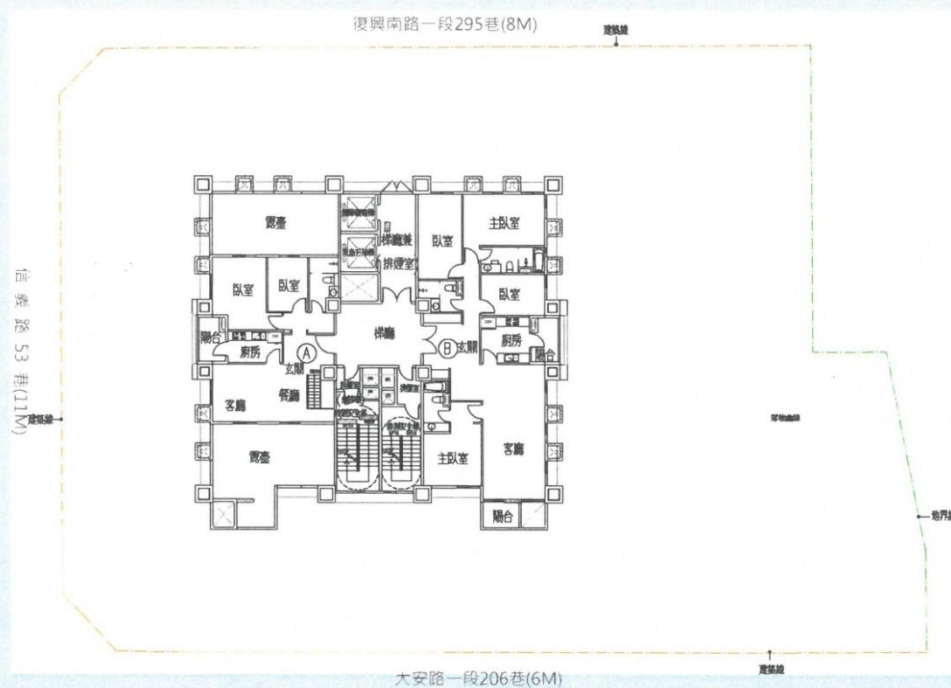 復興南路一段295巷(8M)
建築線
露臺
主臥室
臥室
梯廳兼
排煙室
臥室
臥室
臥室
陽台
廚房
梯廳
廚房
陽台
A
B
玄關
玄關
客廳
餐廳
信義路53巷(11M)
建築線
露臺
主臥室
客廳
陽台
地界線
建築線
大安路一段206巷(6M)